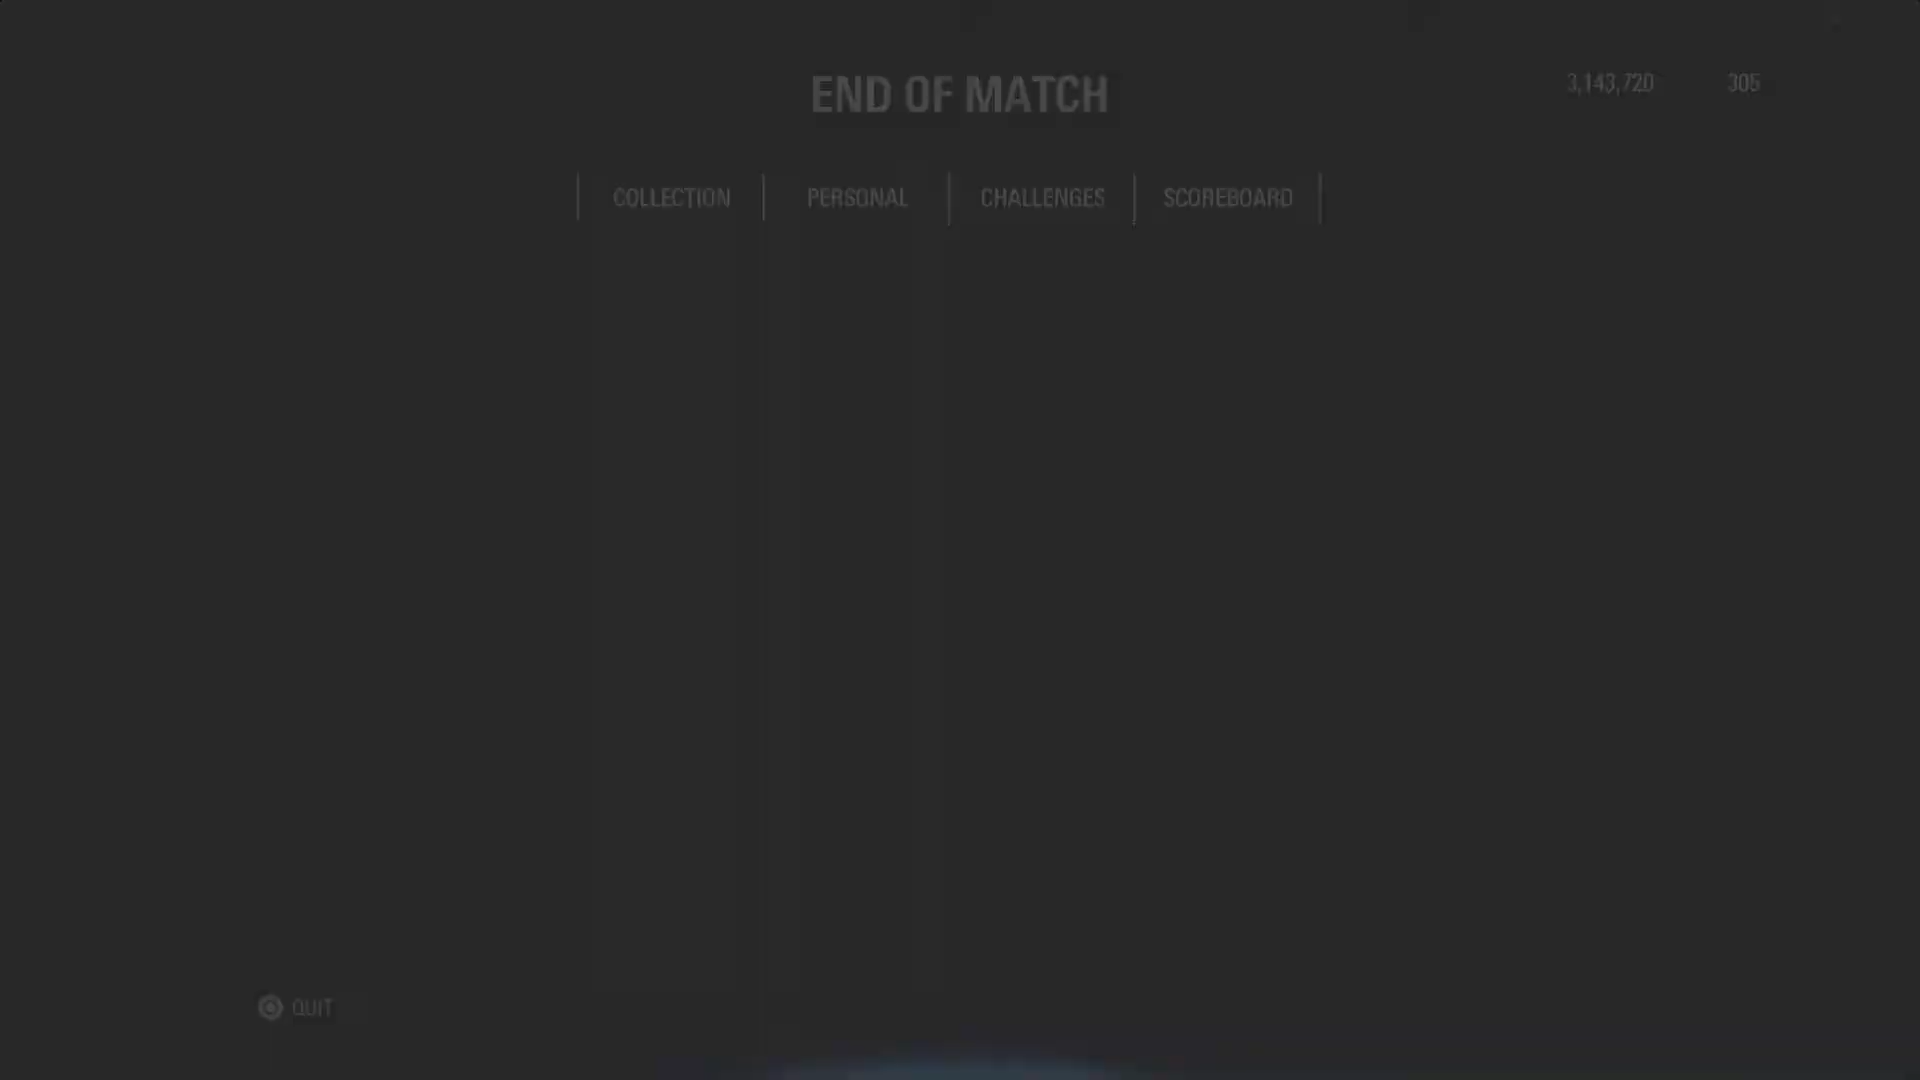 END OF MATCH
3,143,720 305
COLLECTION PERSONAL CHALLENGES SCOREBOARD
QUIT